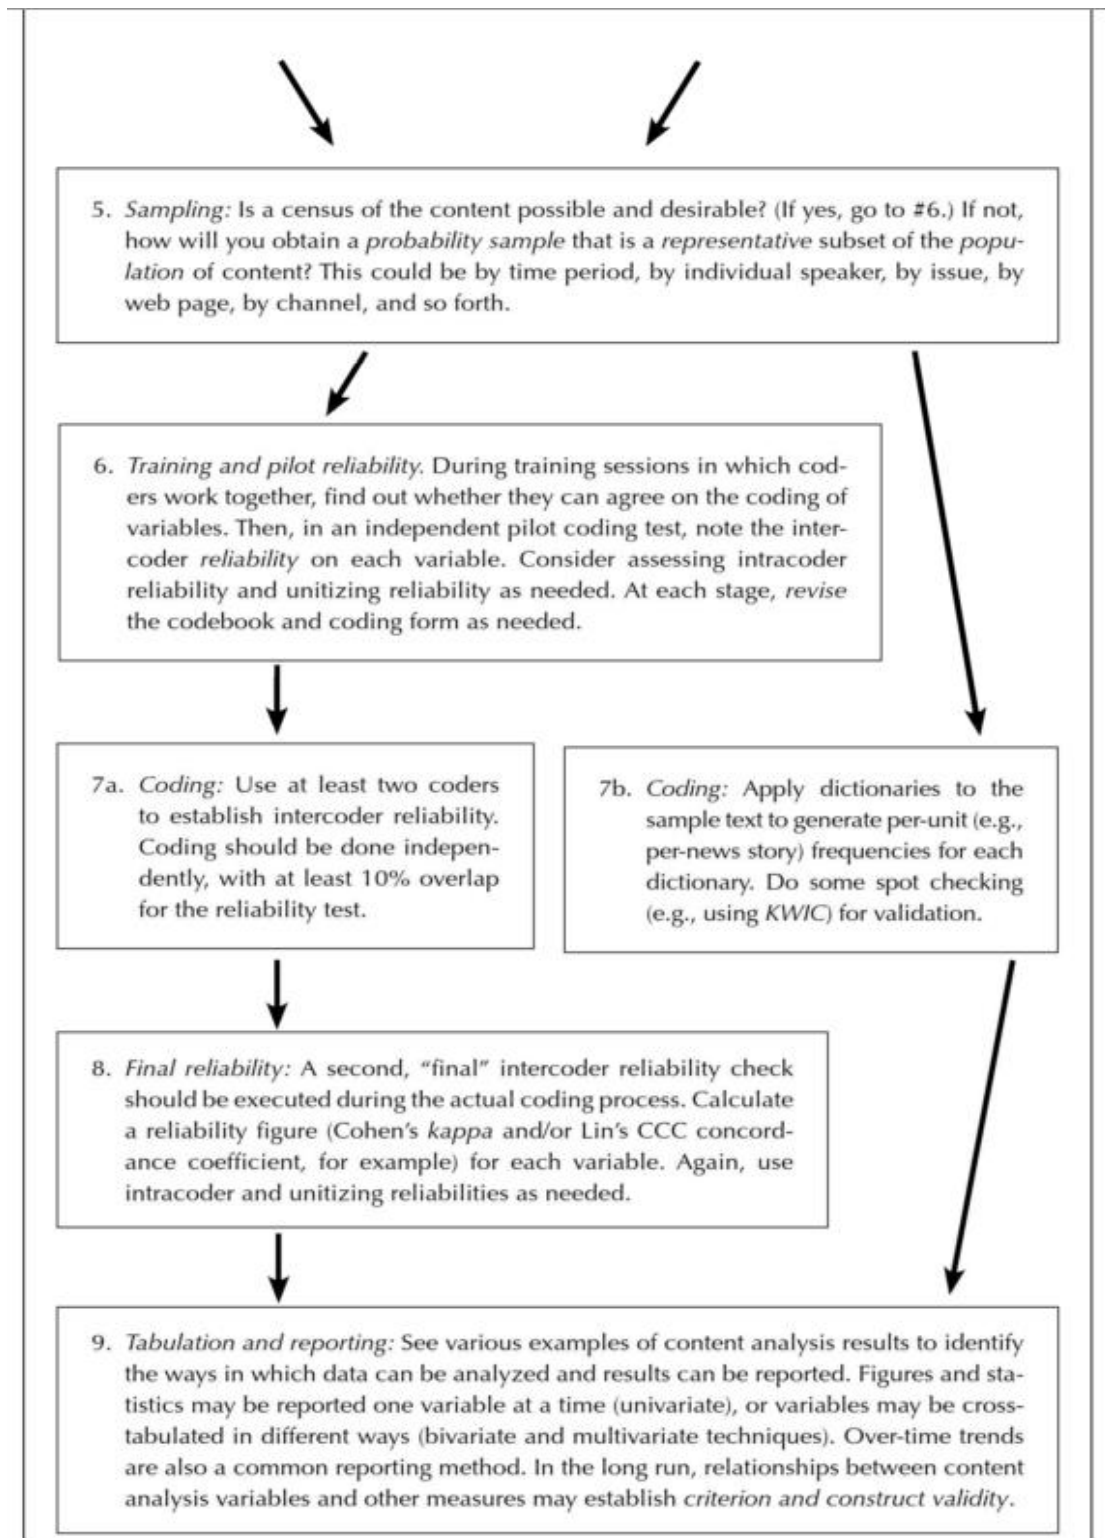 5. Sampling: Is a census of the content possible and desirable? (If yes, go to #6.) If not,
how will you obtain a probability sample that is a representative subset of the popu-
lation of content? This could be by time period, by individual speaker, by issue, by
web page, by channel, and so forth.
6. Training and pilot reliability. During training sessions in which cod-
ers work together, find out whether they can agree on the coding of
variables. Then, in an independent pilot coding test, note the inter-
coder reliability on each variable. Consider assessing intracoder
reliability and unitizing reliability as needed. At each stage, revise
the codebook and coding form as needed.
7a. Coding: Use at least two coders
to establish intercoder reliability.
Coding should be done indepen-
dently, with at least 10% overlap
for the reliability test.
7b. Coding: Apply dictionaries to the
sample text to generate per-unit (e.g.,
per-news story) frequencies for each
dictionary. Do some spot checking
(e.g., using KWIC) for validation.
8. Final reliability: A second, “final” intercoder reliability check
should be executed during the actual coding process. Calculate
a reliability figure (Cohen’s kappa and/or Lin’s CCC concord-
ance coefficient, for example) for each variable. Again, use
intracoder and unitizing reliabilities as needed.
9. Tabulation and reporting: See various examples of content analysis results to identify
the ways in which data can be analyzed and results can be reported. Figures and sta-
tistics may be reported one variable at a time (univariate), or variables may be cross-
tabulated in different ways (bivariate and multivariate techniques). Over-time trends
are also a common reporting method. In the long run, relationships between content
analysis variables and other measures may establish criterion and construct validity.